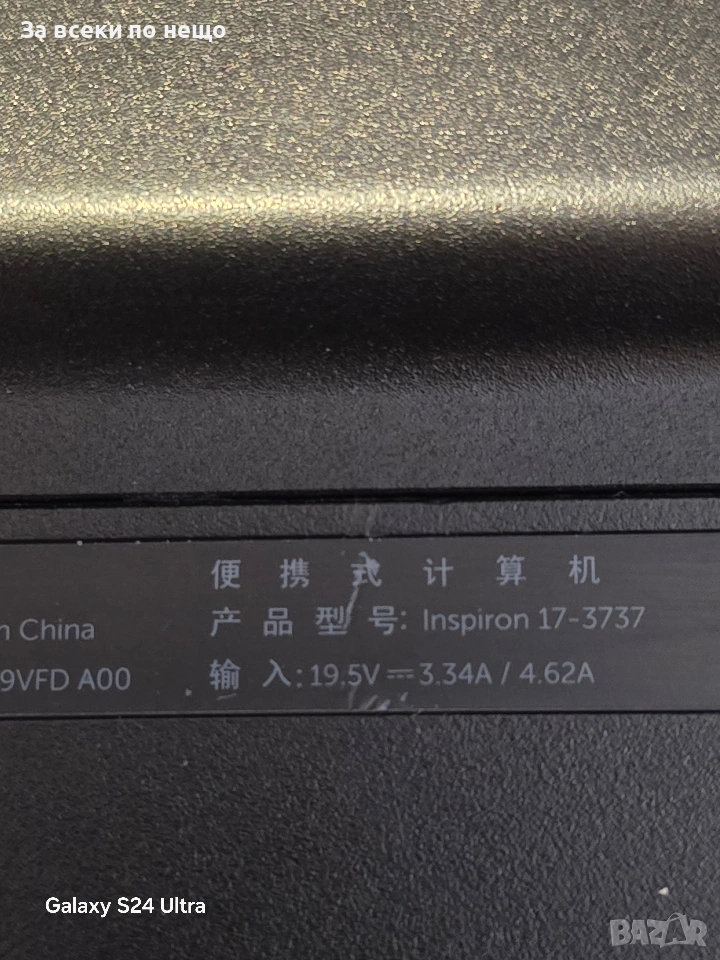 За всеки по нещо
便携式计算机
n China
产品型号: Inspiron 17-3737
9VFD A00
输入: 19.5V⎓3.34A / 4.62A
Galaxy S24 Ultra
BAZAR